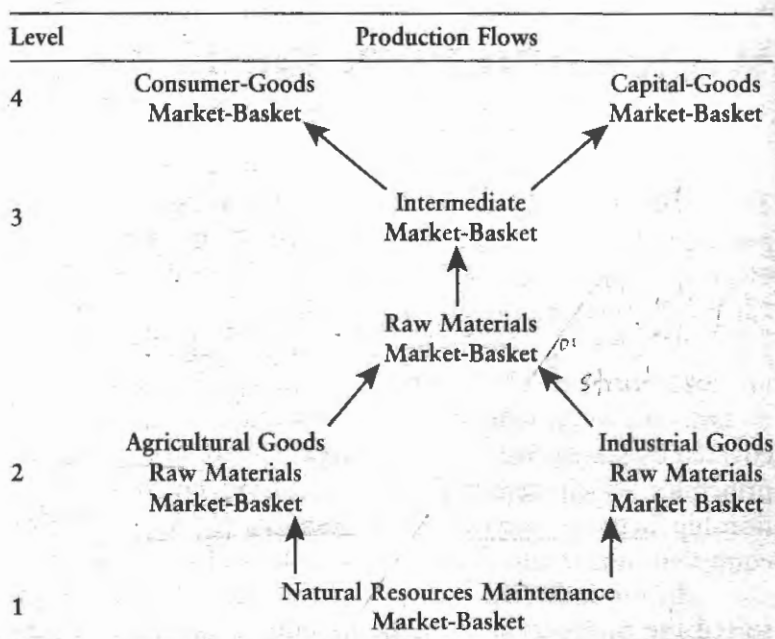 Level Production Flows
4
Consumer-Goods
Market-Basket
Capital-Goods
Market-Basket
3
Intermediate
Market-Basket
Raw Materials
Market-Basket
2
Agricultural Goods
Raw Materials
Market-Basket
Industrial Goods
Raw Materials
Market Basket
1
Natural Resources Maintenance
Market-Basket